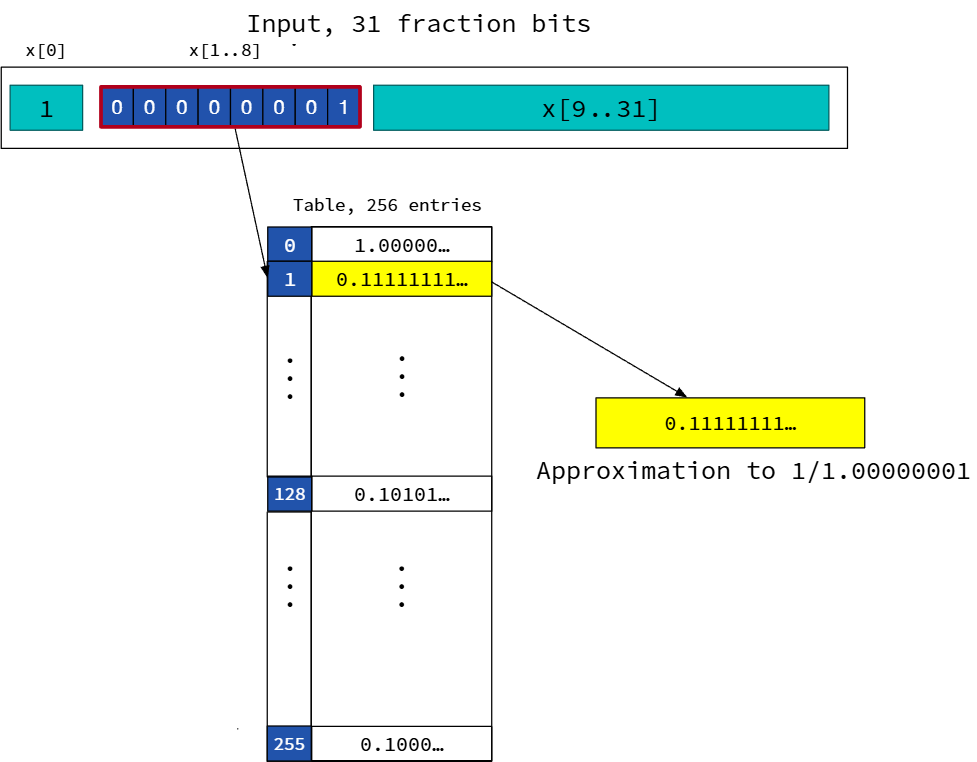 Input, 31 fraction bits
x[0] x[1..8]
1 0 0 0 0 0 0 0 1 x[9..31]
Table, 256 entries
0 1.00000…
1 0.11111111…
0.11111111…
Approximation to 1/1.00000001
128 0.10101…
255 0.1000…